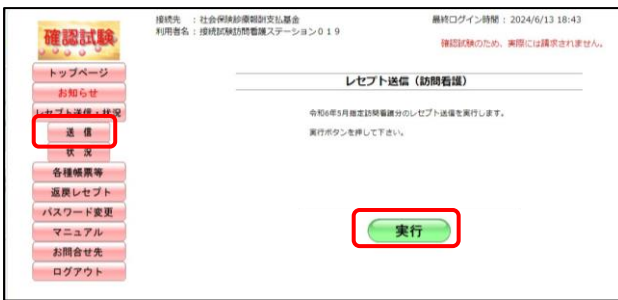 接続先　：社会保険診療報酬支払基金
利用者名：接続試験訪問看護ステーション０１９
最終ログイン時間：2024/6/13 18:43
確認試験のため、実際には請求されません。
確認試験
トップページ
お知らせ
レセプト送信・状況
送 信
状 況
各種帳票等
返戻レセプト
パスワード変更
マニュアル
お問合せ先
ログアウト
レセプト送信（訪問看護）
令和6年5月指定訪問看護分のレセプト送信を実行します。
実行ボタンを押して下さい。
実行